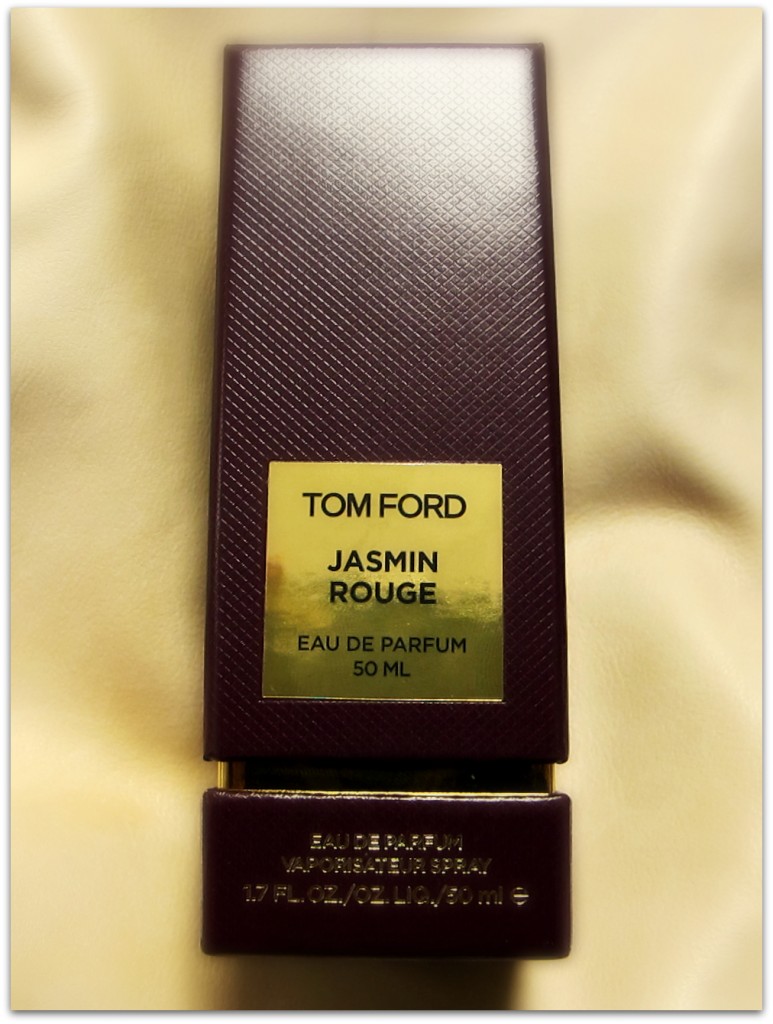 TOM FORD
JASMIN
ROUGE
EAU DE PARFUM
50 ML
EAU DE PARFUM
VAPORISATEUR SPRAY
1.7 FL. OZ./OZ. LIQ./50 ml ℮